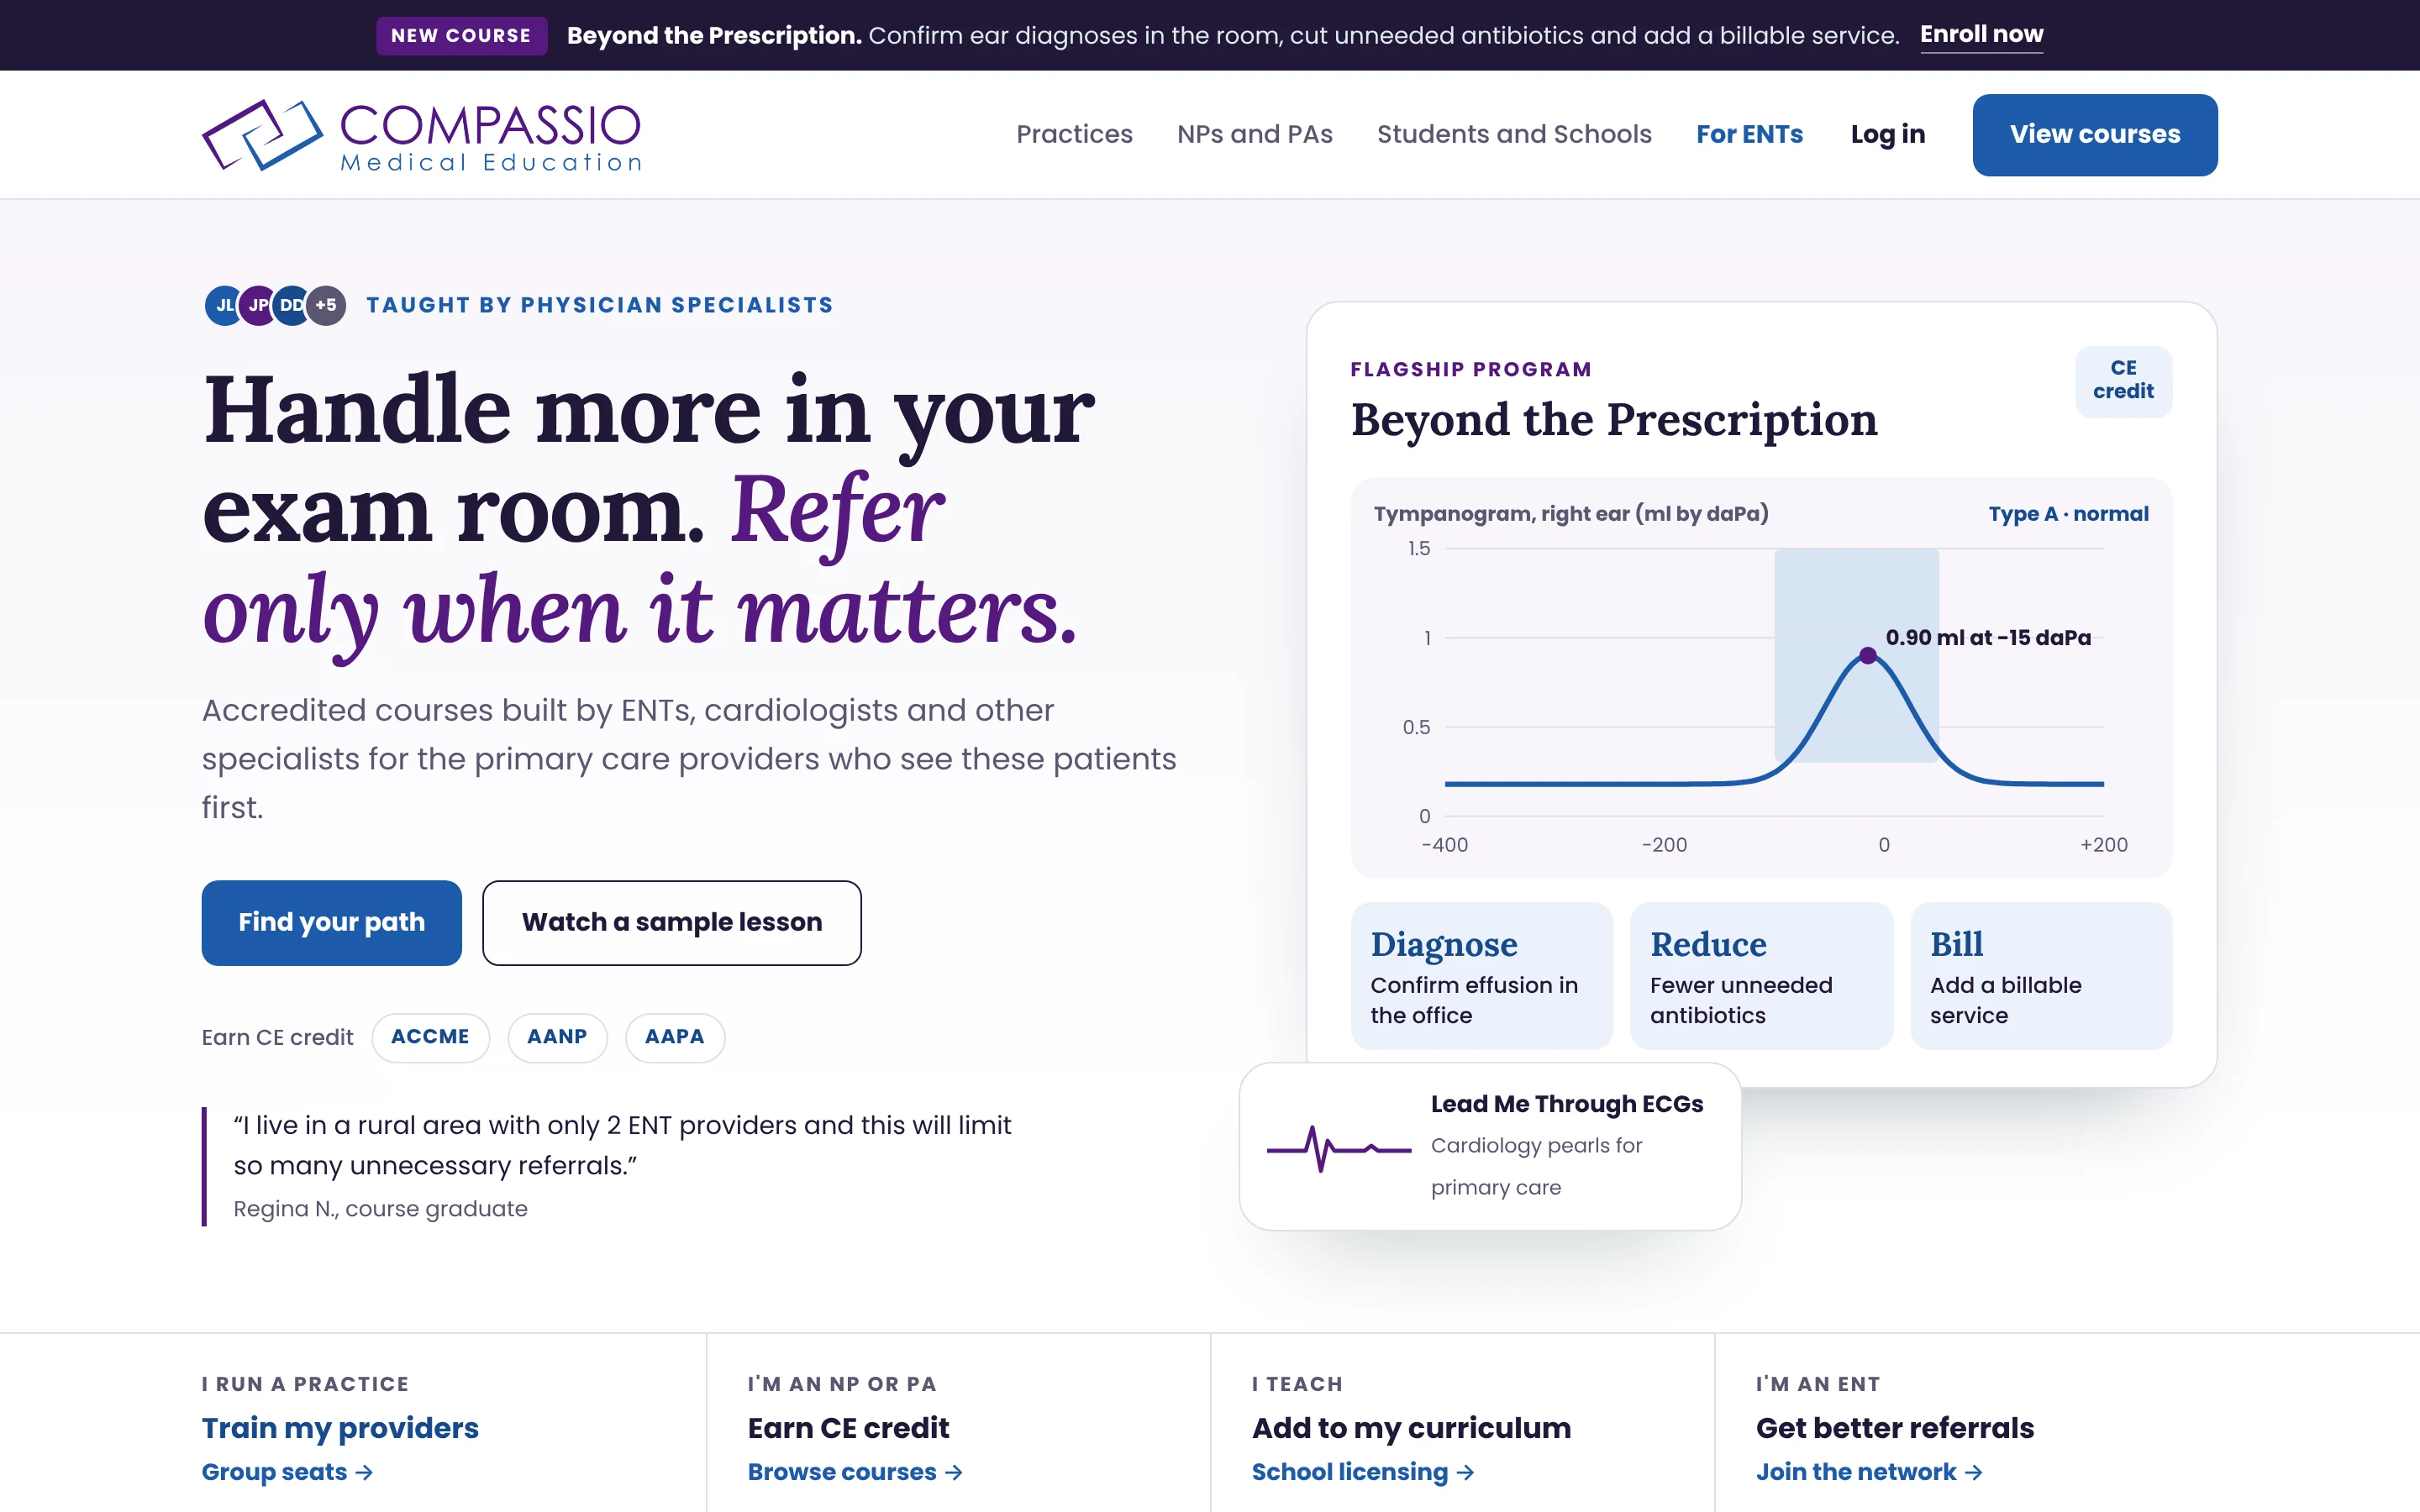 NEW COURSE Beyond the Prescription. Confirm ear diagnoses in the room, cut unneeded antibiotics and add a billable service. Enroll now
COMPASSIO
Medical Education
Practices NPs and PAs Students and Schools For ENTs Log in View courses
JL JP DD +5 TAUGHT BY PHYSICIAN SPECIALISTS
Handle more in your
exam room. Refer
only when it matters.
Accredited courses built by ENTs, cardiologists and other
specialists for the primary care providers who see these patients
first.
Find your path Watch a sample lesson
Earn CE credit ACCME AANP AAPA
“I live in a rural area with only 2 ENT providers and this will limit
so many unnecessary referrals.”
Regina N., course graduate
FLAGSHIP PROGRAM
Beyond the Prescription
CE
credit
Tympanogram, right ear (ml by daPa) Type A · normal
1.5
1
0.90 ml at −15 daPa
0.5
0
-400 -200 0 +200
Diagnose
Confirm effusion in
the office
Reduce
Fewer unneeded
antibiotics
Bill
Add a billable
service
Lead Me Through ECGs
Cardiology pearls for
primary care
I RUN A PRACTICE
Train my providers
Group seats →
I'M AN NP OR PA
Earn CE credit
Browse courses →
I TEACH
Add to my curriculum
School licensing →
I'M AN ENT
Get better referrals
Join the network →